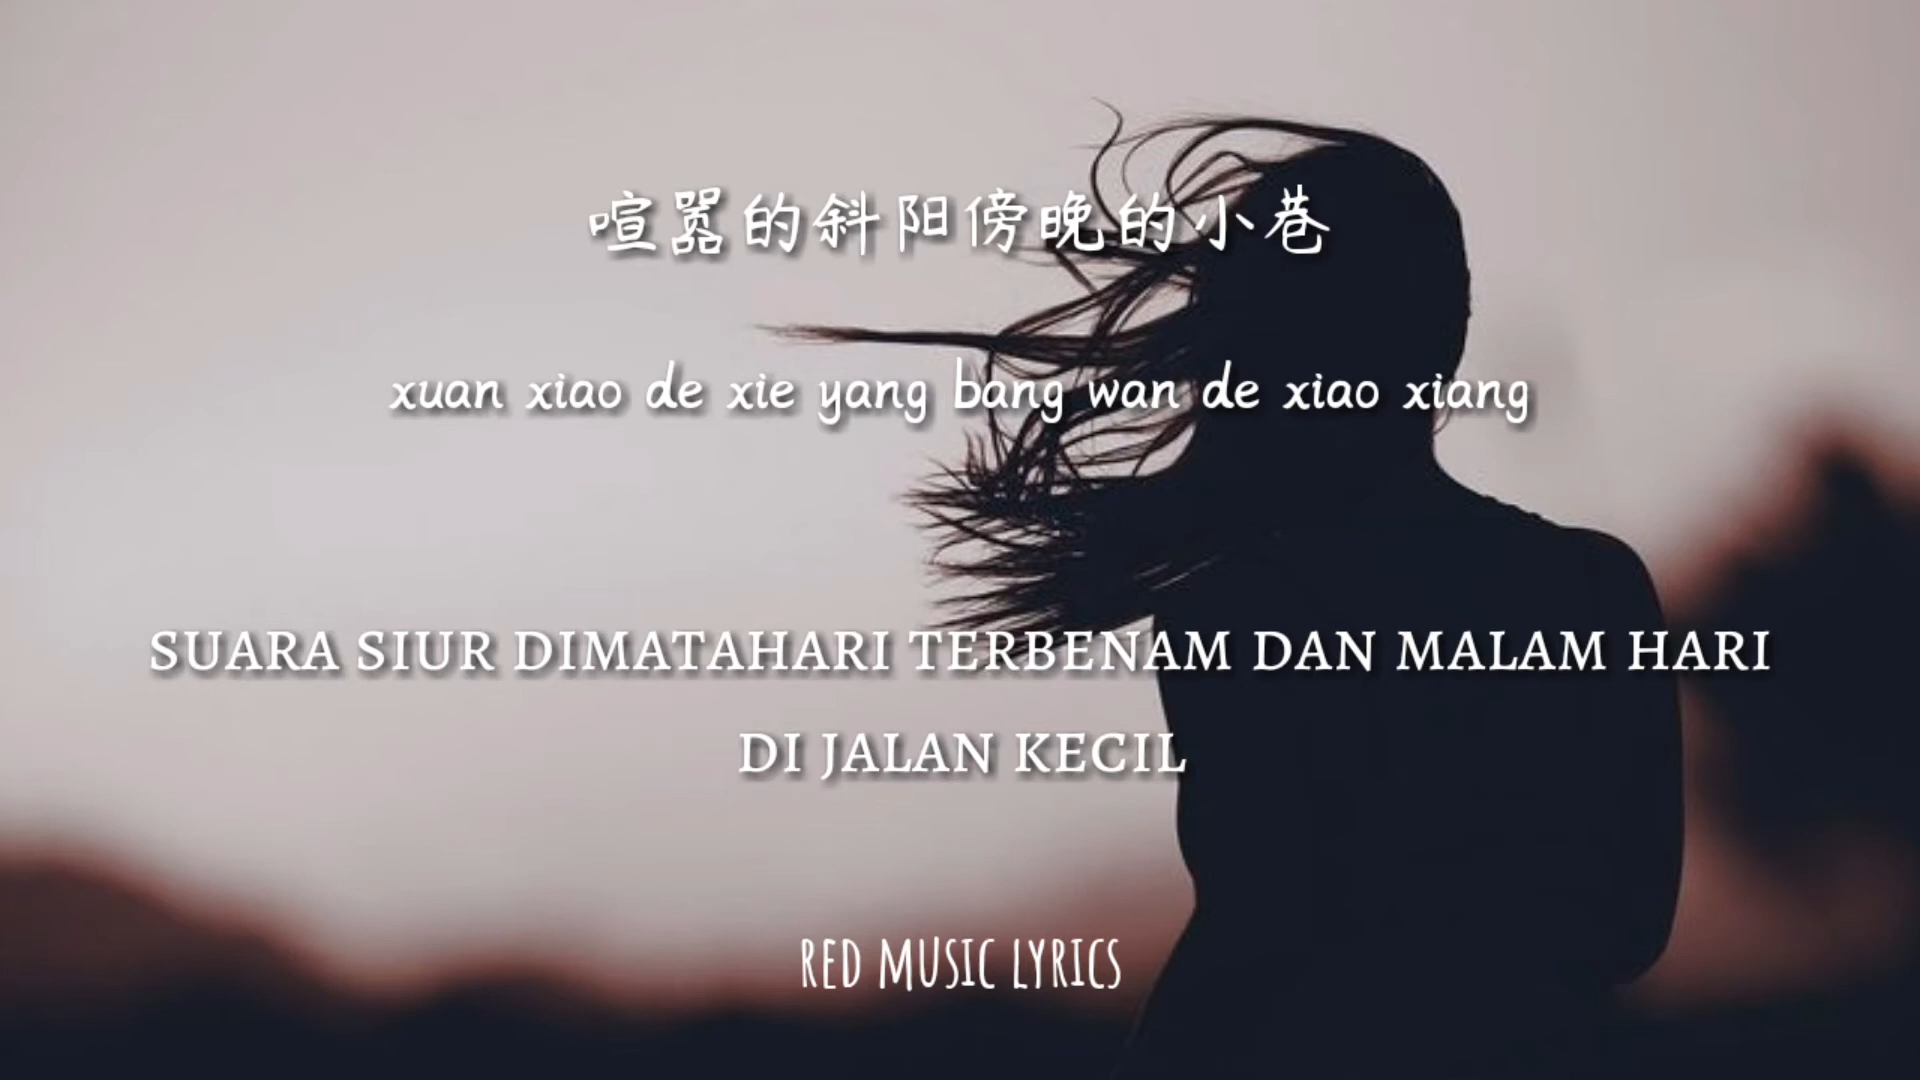 喧嚣的斜阳傍晚的小巷
xuan xiao de xie yang bang wan de xiao xiang
SUARA SIUR DIMATAHARI TERBENAM DAN MALAM HARI
DI JALAN KECIL
RED MUSIC LYRICS